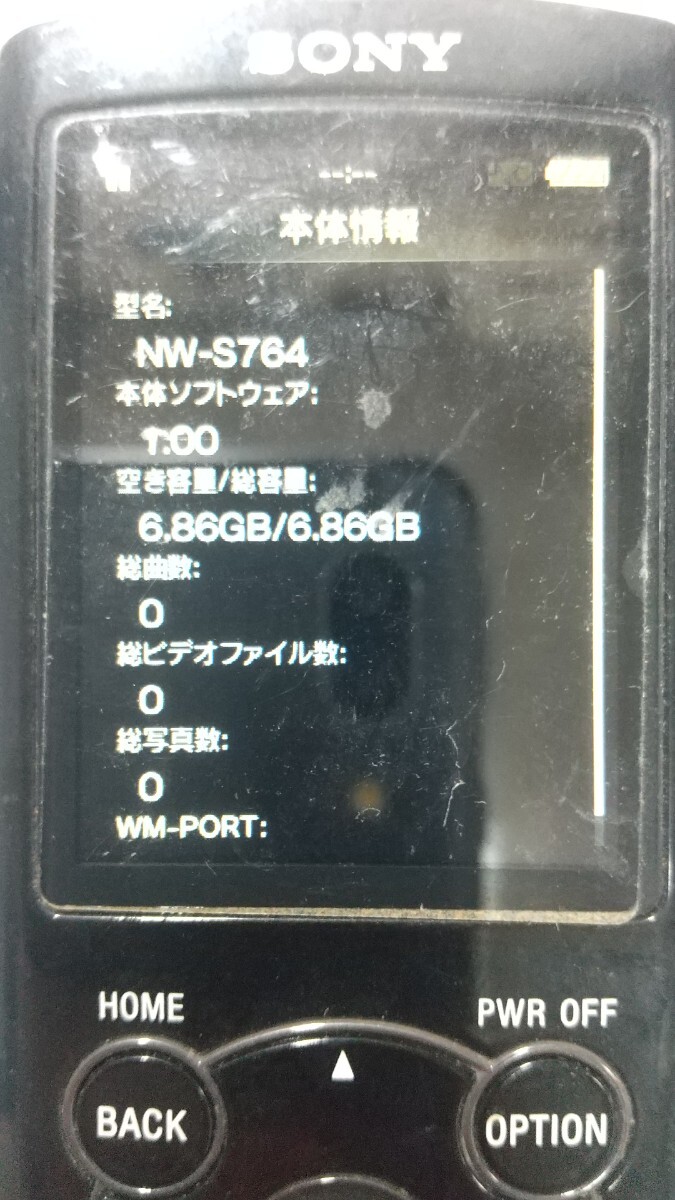 SONY
--:--
本体情報
型名:
NW-S764
本体ソフトウェア:
1.00
空き容量/総容量:
6.86GB/6.86GB
総曲数:
0
総ビデオファイル数:
0
総写真数:
0
WM-PORT:
HOME
PWR OFF
BACK
OPTION